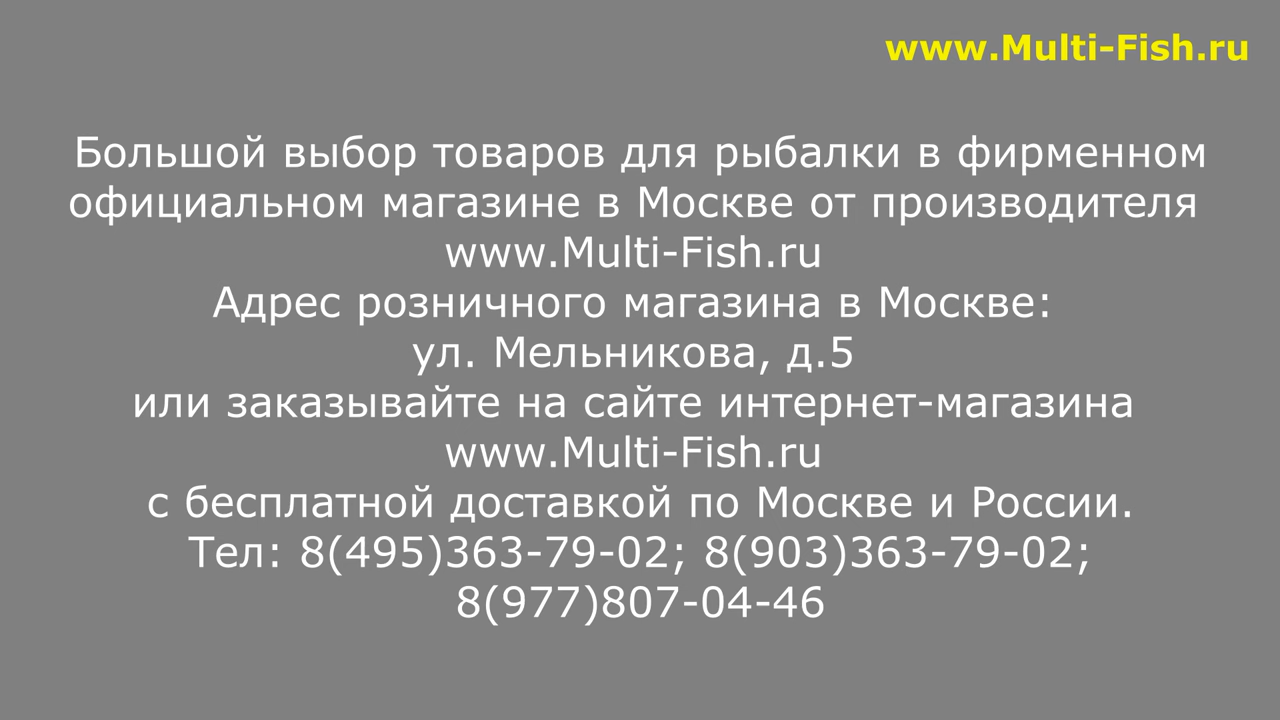 www.Multi-Fish.ru
Большой выбор товаров для рыбалки в фирменном
официальном магазине в Москве от производителя
www.Multi-Fish.ru
Адрес розничного магазина в Москве:
ул. Мельникова, д.5
или заказывайте на сайте интернет-магазина
www.Multi-Fish.ru
с бесплатной доставкой по Москве и России.
Тел: 8(495)363-79-02; 8(903)363-79-02;
8(977)807-04-46